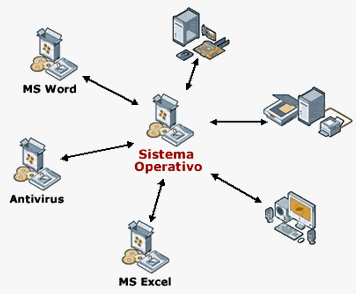 MS Word
Sistema
Operativo
Antivirus
MS Excel